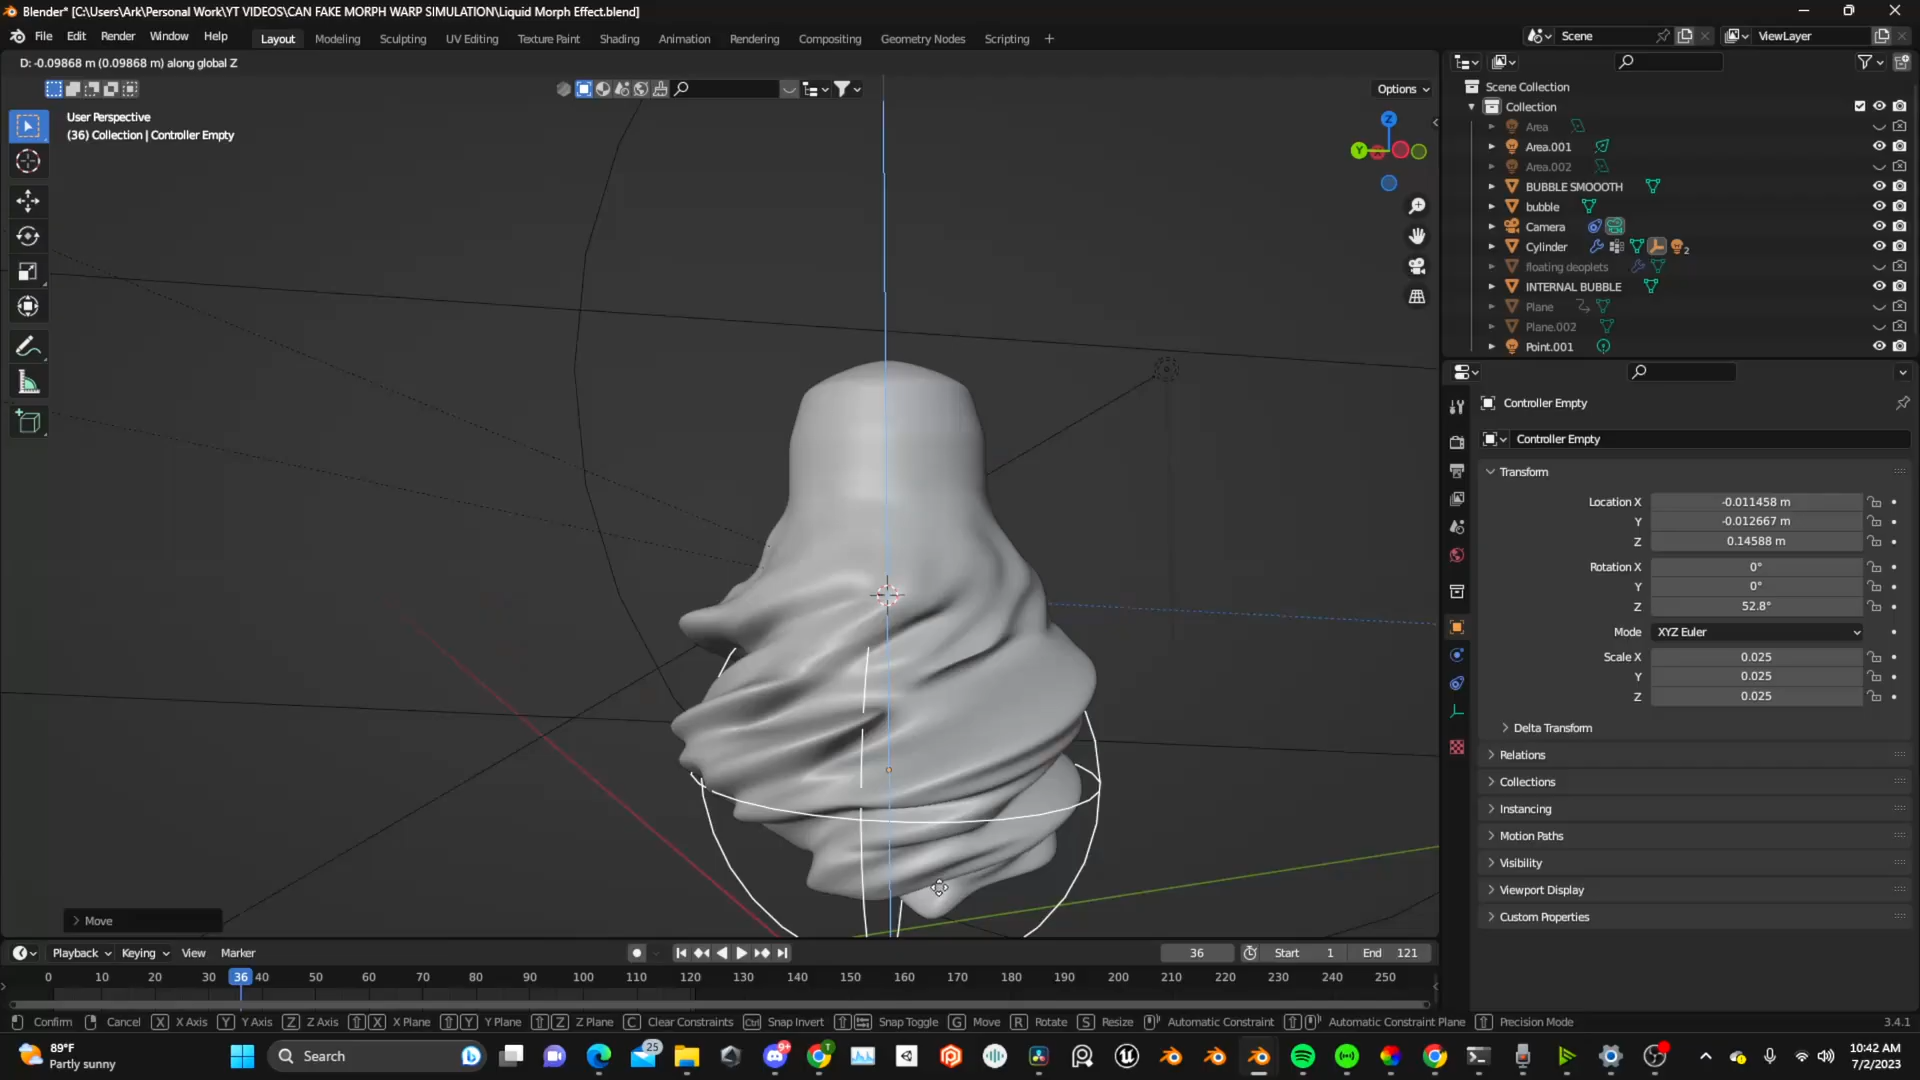 Blender* [C:\Users\Ark\Personal Work\YT VIDEOS\CAN FAKE MORPH WARP SIMULATION\Liquid Morph Effect.blend]
File Edit Render Window Help Layout Modeling Sculpting UV Editing Texture Paint Shading Animation Rendering Compositing Geometry Nodes Scripting + Scene ViewLayer
D: -0.09868 m (0.09868 m) along global Z
Options
User Perspective
(36) Collection | Controller Empty
Z
Y
X
Scene Collection
Collection
Area
Area.001
Area.002
BUBBLE SMOOOTH
bubble
Camera
Cylinder 2
floating deoplets
INTERNAL BUBBLE
Plane
Plane.002
Point.001
Controller Empty
Controller Empty
Transform
Location X -0.011458 m
Y -0.012667 m
Z 0.14588 m
Rotation X 0°
Y 0°
Z 52.8°
Mode XYZ Euler
Scale X 0.025
Y 0.025
Z 0.025
Delta Transform
Relations
Collections
Instancing
Motion Paths
Visibility
Viewport Display
Custom Properties
Move
Playback Keying View Marker 36 Start 1 End 121
0 10 20 30 36 40 50 60 70 80 90 100 110 120 130 140 150 160 170 180 190 200 210 220 230 240 250
Confirm Cancel X X Axis Y Y Axis Z Z Axis X X Plane Y Y Plane Z Z Plane C Clear Constraints Ctrl Snap Invert Snap Toggle G Move R Rotate S Resize Automatic Constraint Automatic Constraint Plane Precision Mode 3.4.1
89°F
Partly sunny
Search
25
9+
T
10:42 AM
7/2/2023